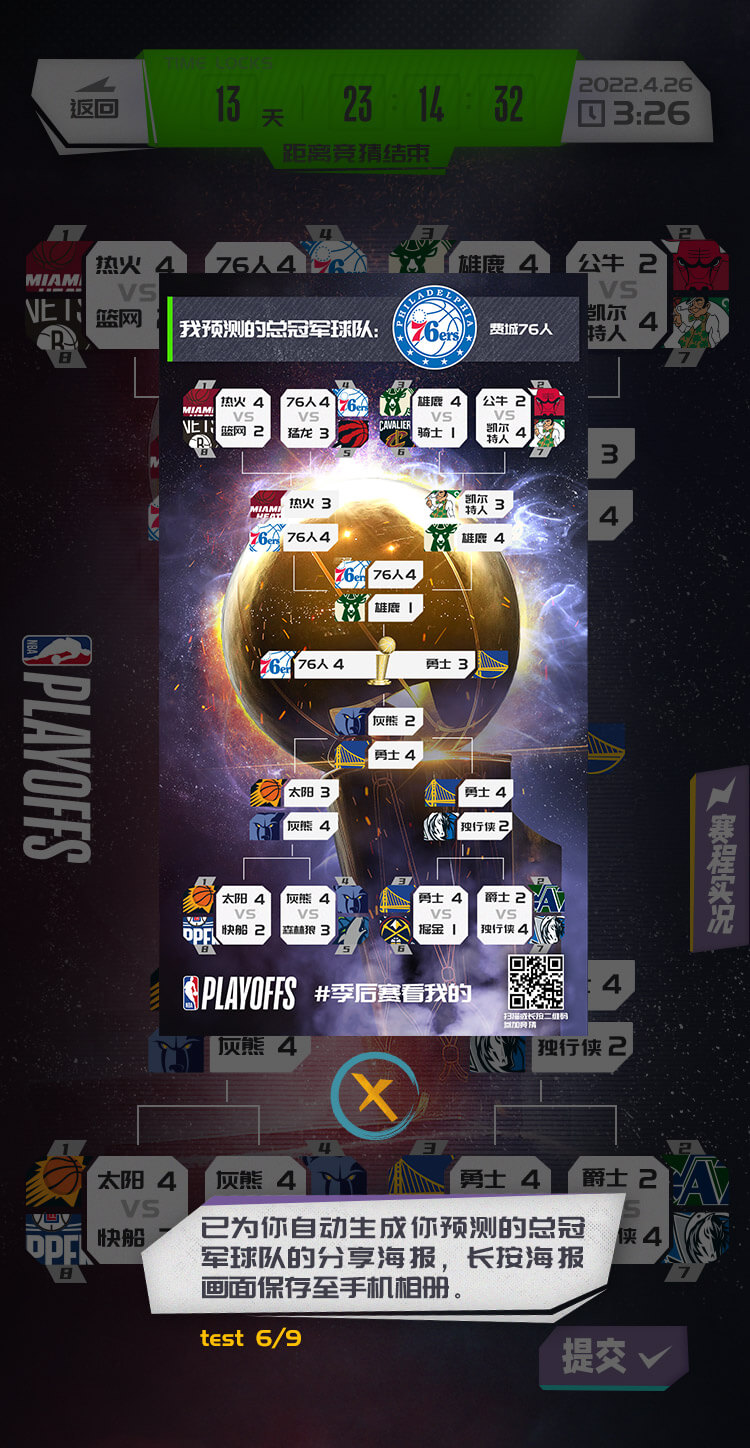 TIME LOCKS
返回
13 天 23 : 14 : 32
2022.4.26
3:26
距离竞猜结束
1
4
3
2
热火 4
76人 4
雄鹿 4
公牛 2
MIAMI
VS
VS
NETS
篮网
凯尔
特人 4
8
7
我预测的总冠军球队:
PHILADELPHIA
76ers
费城76人
1
4
3
2
热火 4
76人 4
雄鹿 4
公牛 2
VS
VS
VS
VS
篮网 2
猛龙 3
骑士 1
凯尔
特人 4
CAVALIER
8
5
6
7
3
热火 3
凯尔
特人 3
MIAMI
HEAT
4
76人 4
雄鹿 4
76人 4
雄鹿 1
76人 4
勇士 3
NBA
PLAYOFFS
灰熊 2
勇士 4
太阳 3
勇士 4
灰熊 4
独行侠 2
赛程实况
1
4
3
2
太阳 4
灰熊 4
勇士 4
爵士 2
VS
VS
VS
VS
快船 2
森林狼 3
掘金 1
独行侠 4
8
5
6
7
NBA
PLAYOFFS
#季后赛看我的
扫描或长按二维码
参加竞猜
4
灰熊 4
独行侠 2
X
1
4
3
2
太阳 4
灰熊 4
勇士 4
爵士 2
VS
VS
快船
侠 4
8
7
已为你自动生成你预测的总冠
军球队的分享海报，长按海报
画面保存至手机相册。
test 6/9
提交